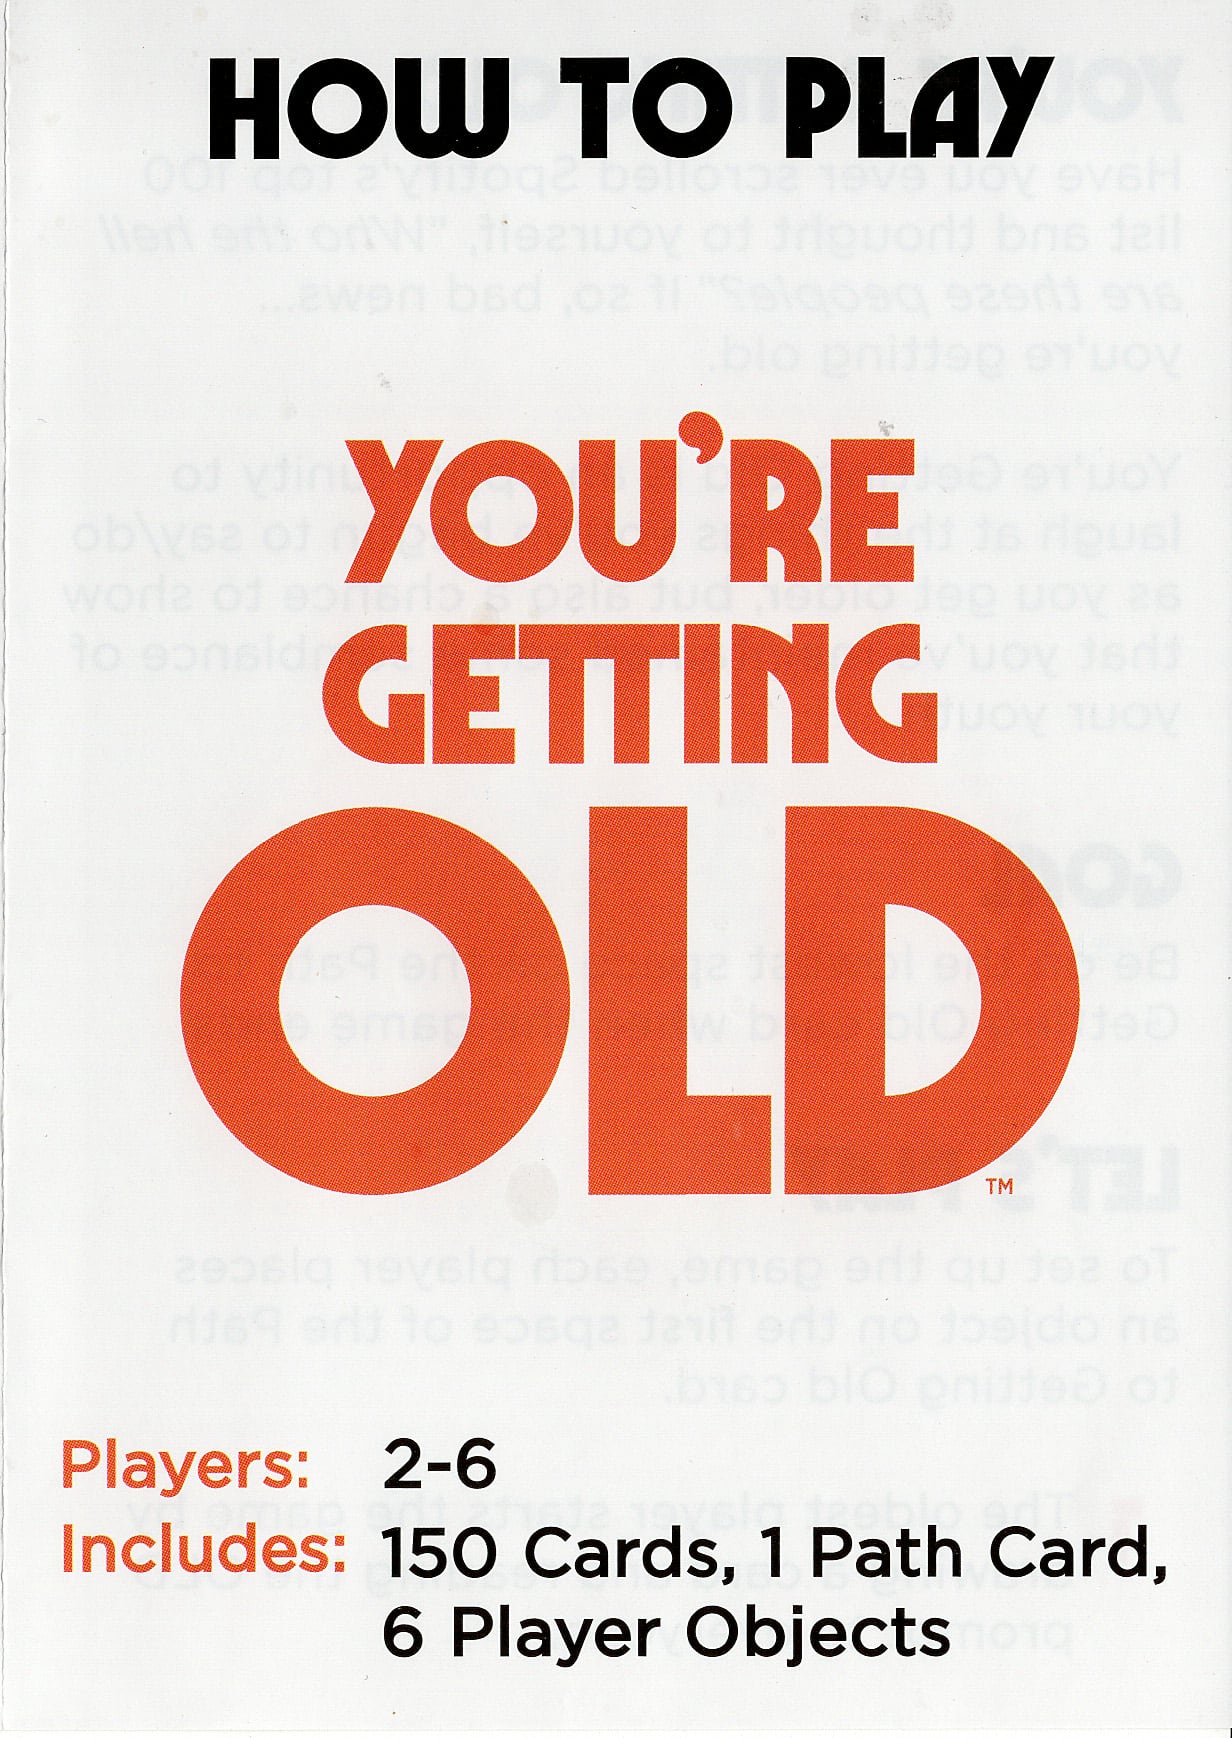 HOW TO PLAY
YOU'RE
GETTING
OLD
TM
Players: 2-6
Includes: 150 Cards, 1 Path Card,
6 Player Objects